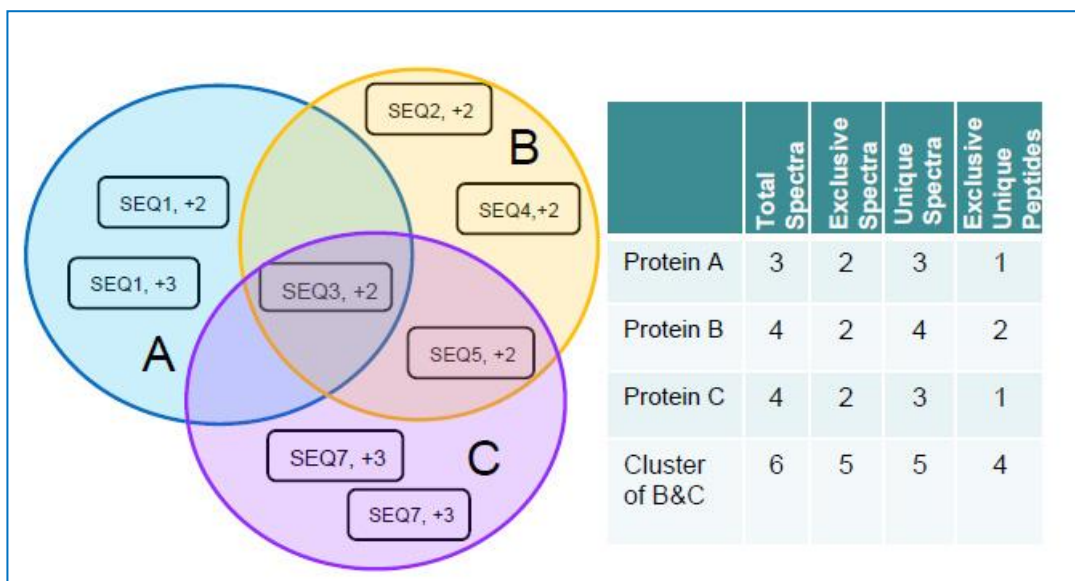 SEQ2, +2
B
SEQ1, +2
SEQ4,+2
SEQ1, +3
SEQ3, +2
A
SEQ5, +2
SEQ7, +3
C
SEQ7, +3
Total Spectra
Exclusive Spectra
Unique Spectra
Exclusive Unique Peptides
Protein A 3 2 3 1
Protein B 4 2 4 2
Protein C 4 2 3 1
Cluster of B&C 6 5 5 4